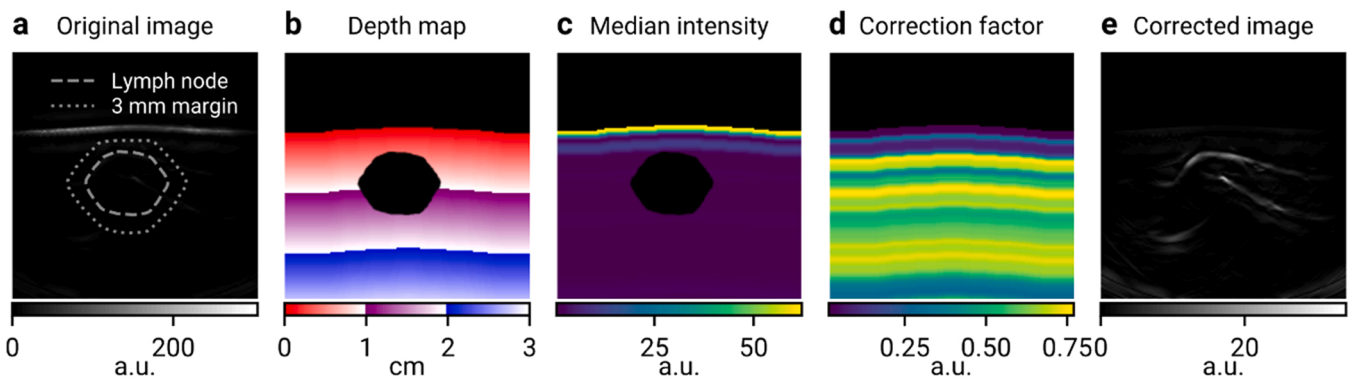 a Original image
b Depth map
c Median intensity
d Correction factor
e Corrected image
Lymph node
3 mm margin
0 200
a.u.
0 1 2 3
cm
25 50
a.u.
0.25 0.50 0.750
a.u.
20
a.u.